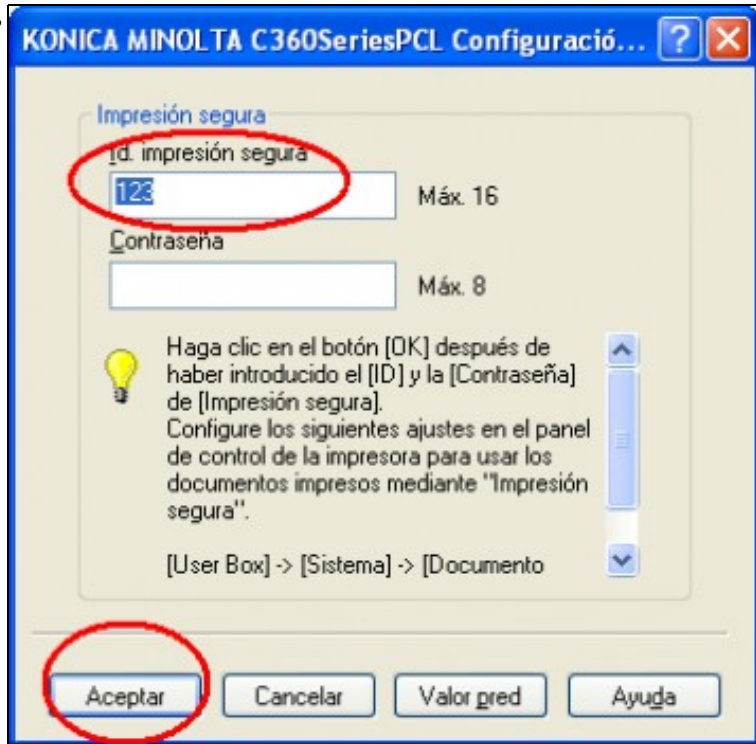 KONICA MINOLTA C360SeriesPCL Configuració...
Impresión segura
Id. impresión segura
123
Máx. 16
Contraseña
Máx. 8
Haga clic en el botón [OK] después de
haber introducido el [ID] y la [Contraseña]
de [Impresión segura].
Configure los siguientes ajustes en el panel
de control de la impresora para usar los
documentos impresos mediante "Impresión
segura".
[User Box] -> [Sistema] -> [Documento
Aceptar
Cancelar
Valor pred
Ayuda